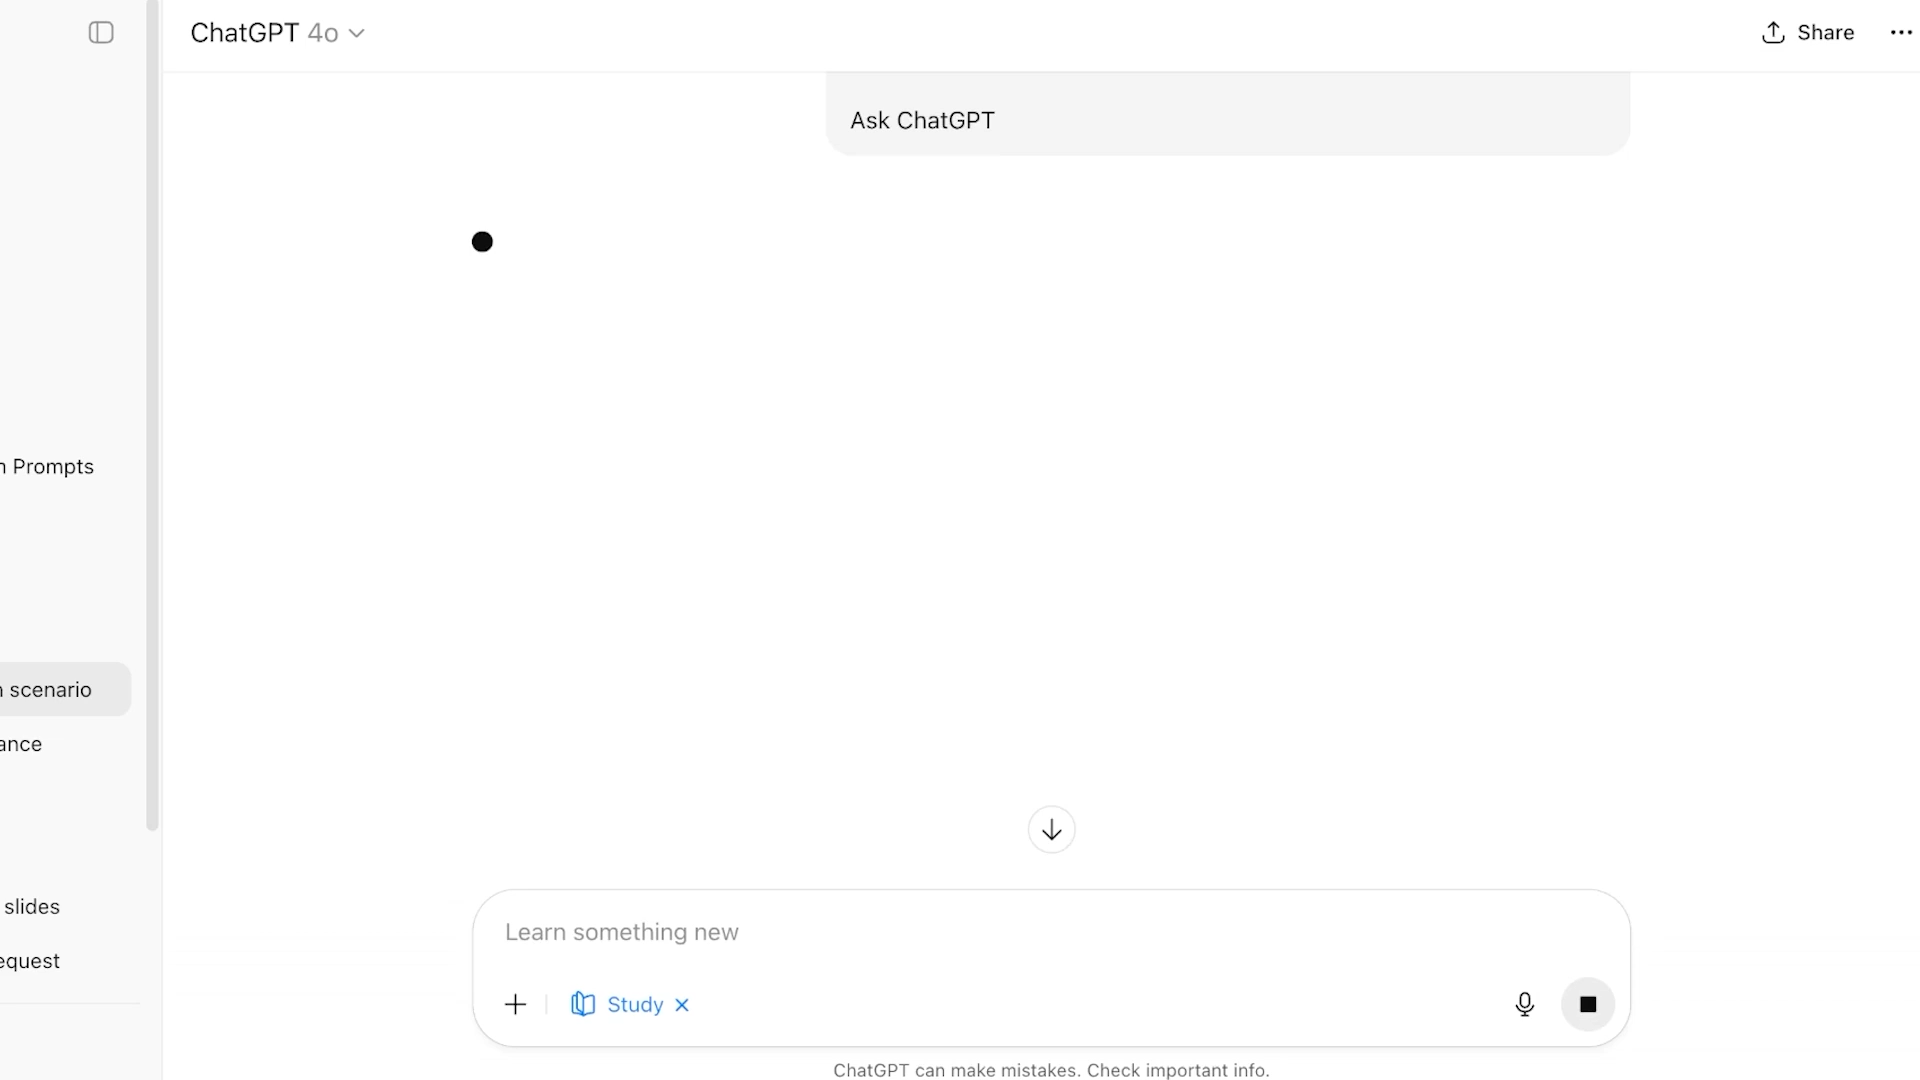 ChatGPT 4o
Share
Ask ChatGPT
Prompts
scenario
ance
slides
equest
Learn something new
Study
ChatGPT can make mistakes. Check important info.